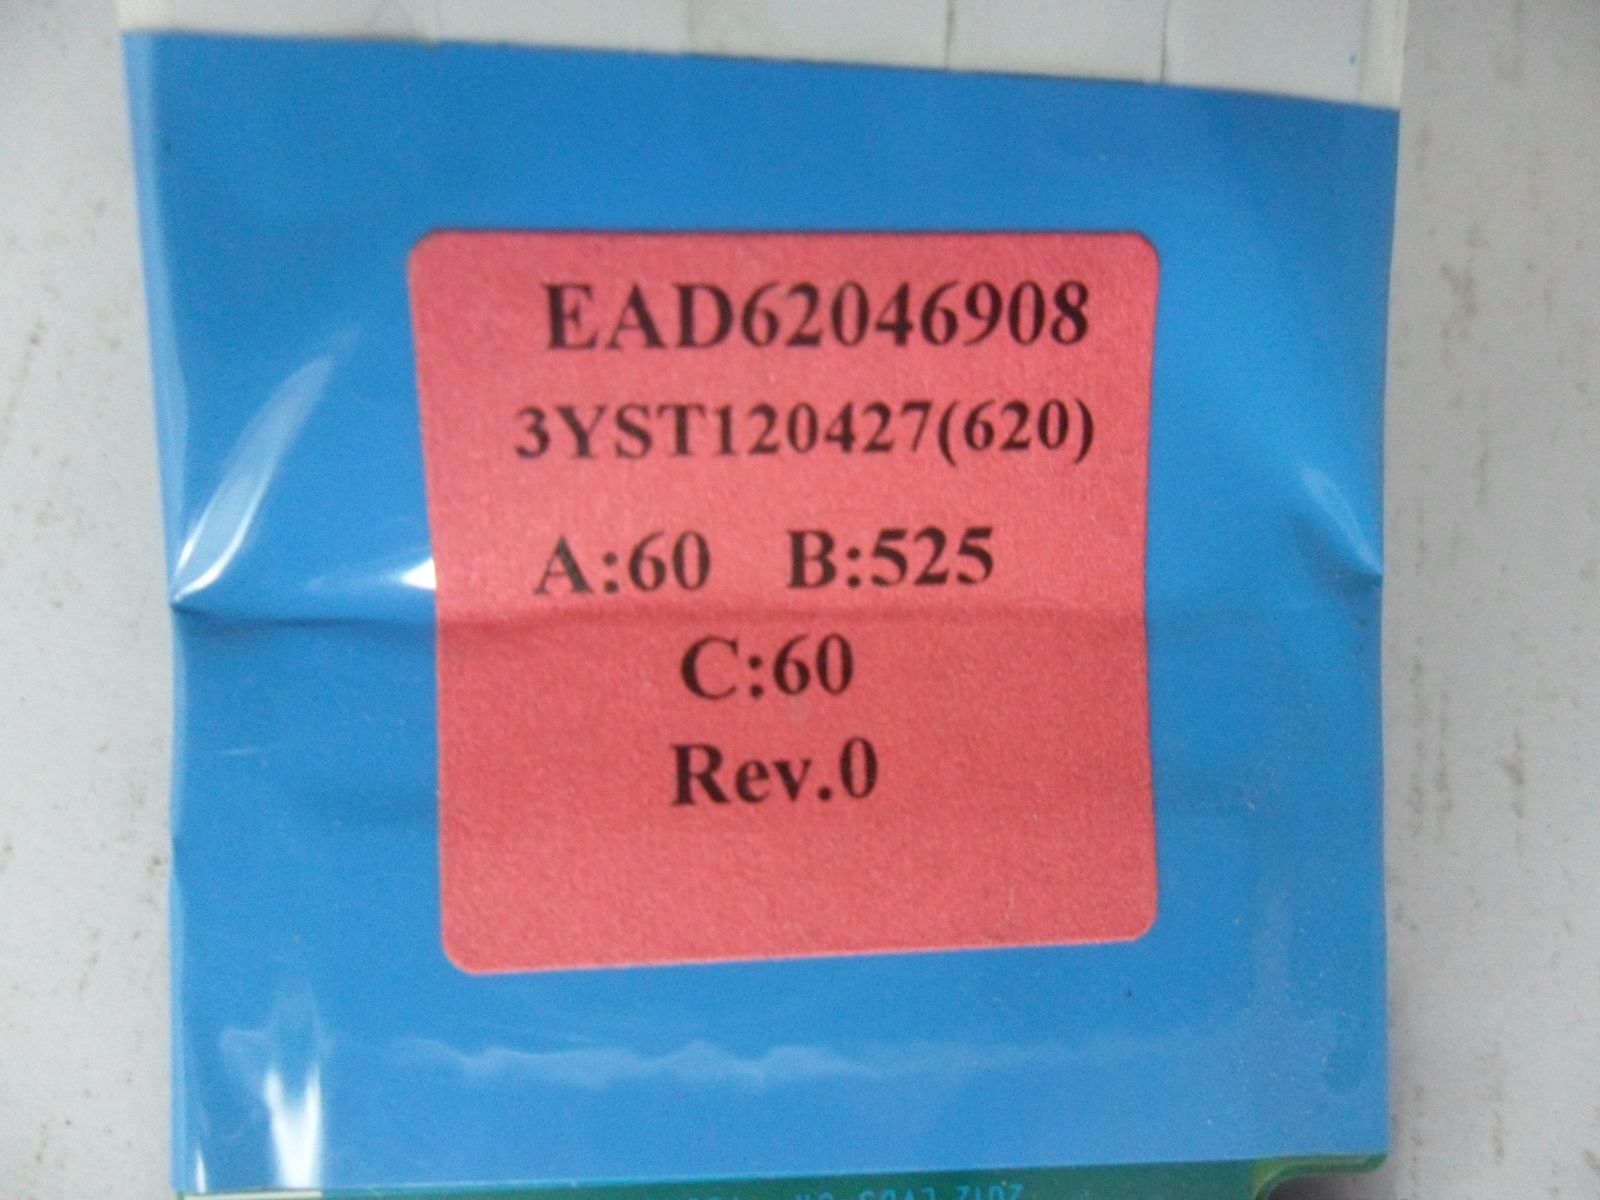 EAD62046908
3YST120427(620)
A:60 B:525
C:60
Rev.0